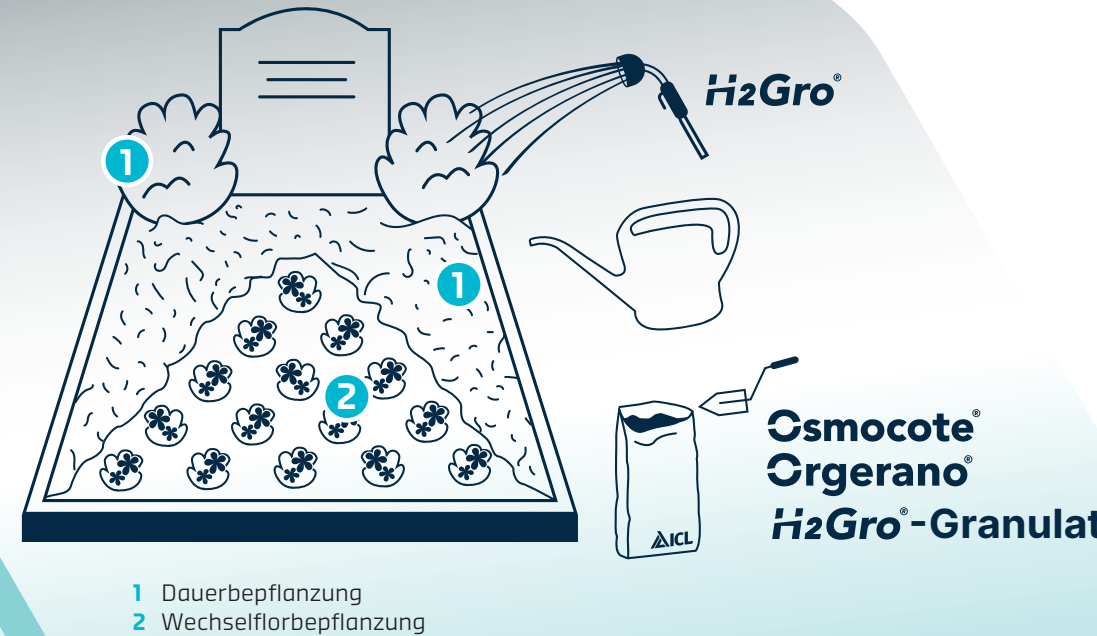 H2Gro®
1
1
2
Osmocote®
Orgerano®
H2Gro®-Granulat
ICL
1 Dauerbepflanzung
2 Wechselflorbepflanzung